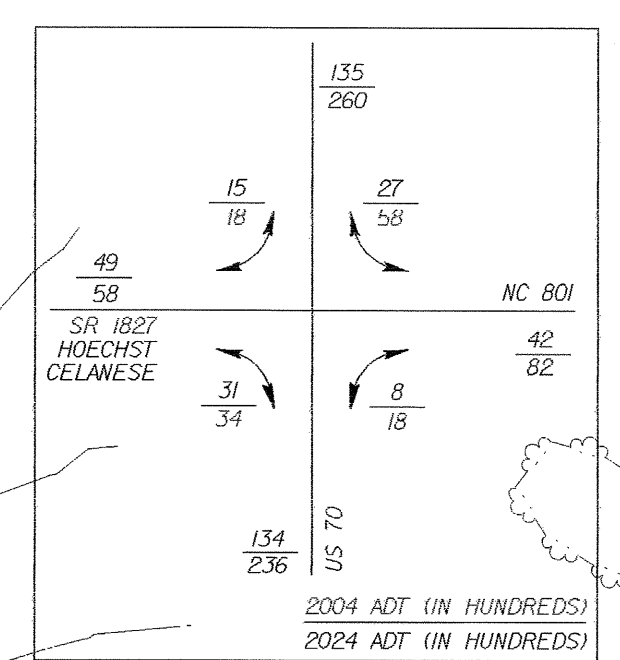 135
260
15
18
27
58
49
58
NC 801
SR 1827
HOECHST
CELANESE
42
82
31
34
8
18
134
236
US 70
2004 ADT (IN HUNDREDS)
2024 ADT (IN HUNDREDS)